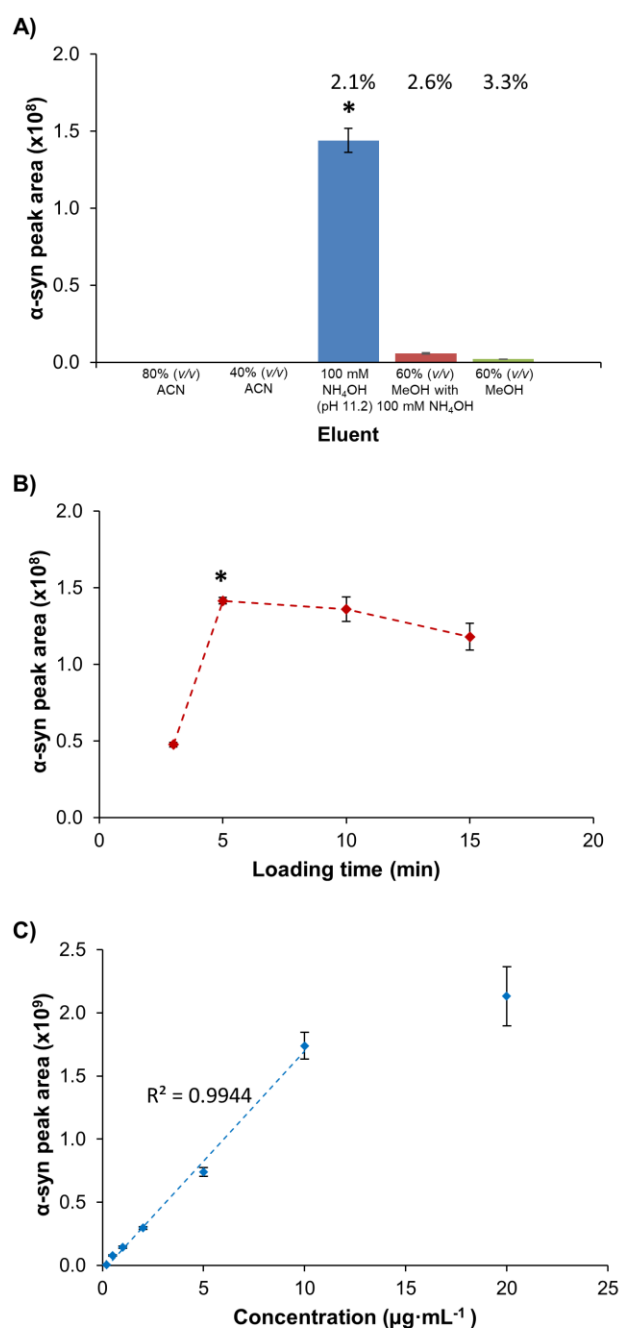 A)
α-syn peak area (x10⁸)
2.0
1.5
1.0
0.5
0.0
2.1% 2.6% 3.3%
*
80% (v/v) 40% (v/v) 100 mM 60% (v/v) 60% (v/v)
ACN ACN NH₄OH MeOH with MeOH
(pH 11.2) 100 mM NH₄OH
Eluent
B)
α-syn peak area (x10⁸)
2.0
1.5
1.0
0.5
0.0
*
0 5 10 15 20
Loading time (min)
C)
α-syn peak area (x10⁹)
2.5
2.0
1.5
1.0
0.5
0.0
R² = 0.9944
0 5 10 15 20 25
Concentration (µg·mL⁻¹)